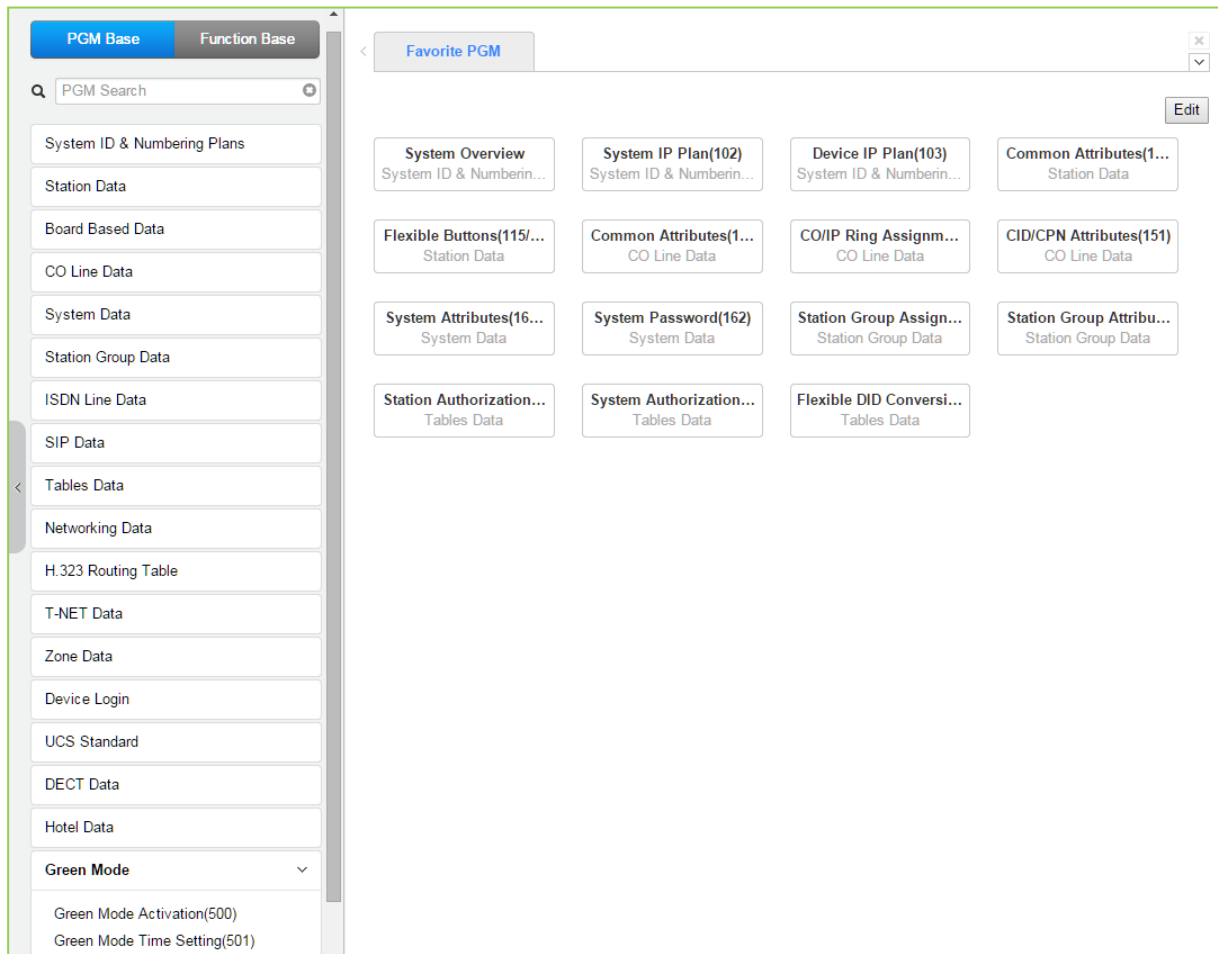 PGM Base Function Base
PGM Search
System ID & Numbering Plans
Station Data
Board Based Data
CO Line Data
System Data
Station Group Data
ISDN Line Data
SIP Data
Tables Data
Networking Data
H.323 Routing Table
T-NET Data
Zone Data
Device Login
UCS Standard
DECT Data
Hotel Data
Green Mode
Green Mode Activation(500)
Green Mode Time Setting(501)
Favorite PGM
Edit
System Overview
System ID & Numberin...
System IP Plan(102)
System ID & Numberin...
Device IP Plan(103)
System ID & Numberin...
Common Attributes(1...
Station Data
Flexible Buttons(115/...
Station Data
Common Attributes(1...
CO Line Data
CO/IP Ring Assignm...
CO Line Data
CID/CPN Attributes(151)
CO Line Data
System Attributes(16...
System Data
System Password(162)
System Data
Station Group Assign...
Station Group Data
Station Group Attribu...
Station Group Data
Station Authorization...
Tables Data
System Authorization...
Tables Data
Flexible DID Conversi...
Tables Data